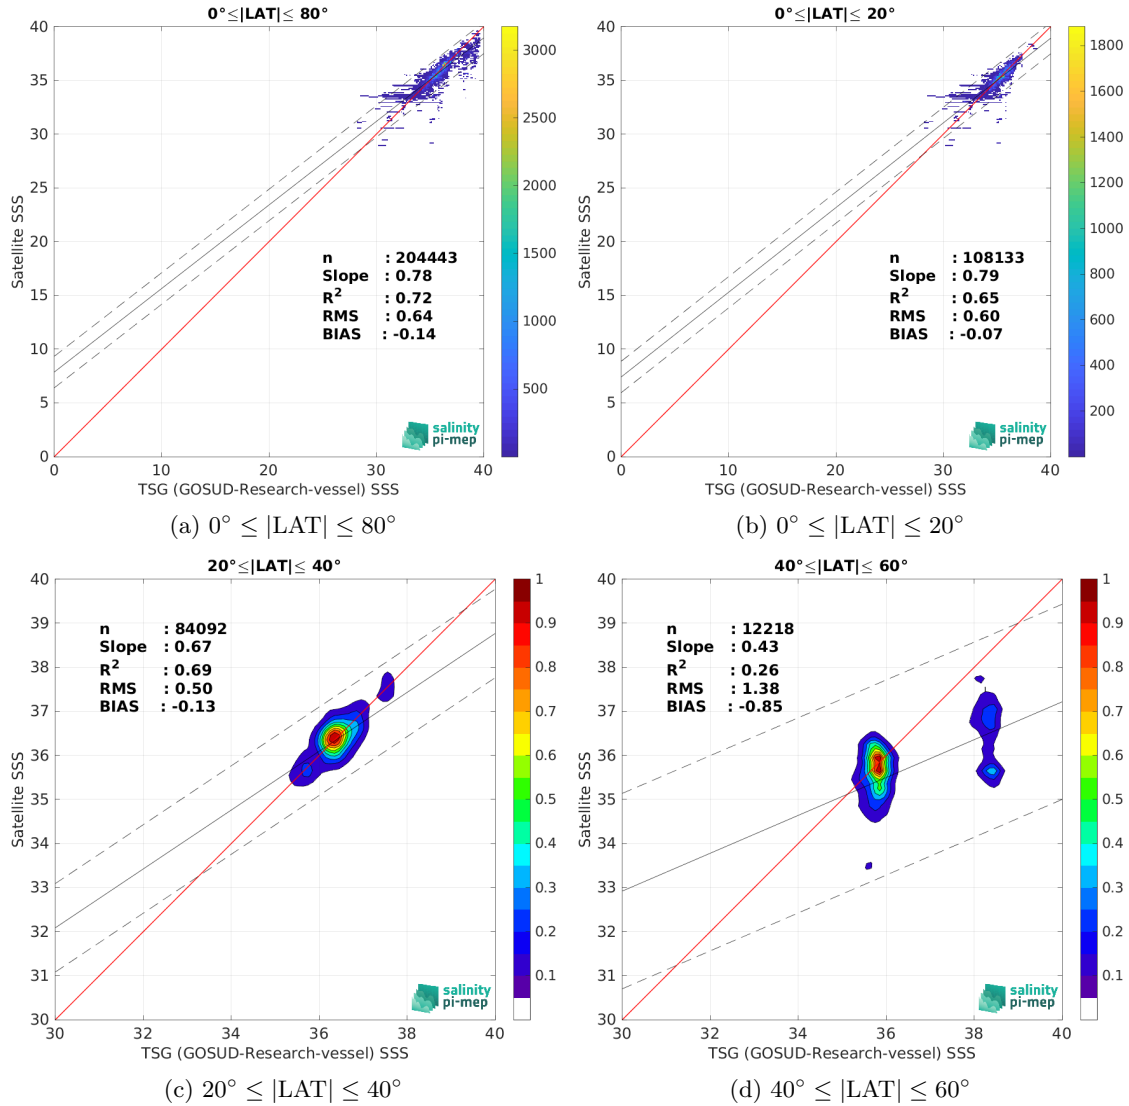 0°≤|LAT|≤ 80°
40
35
30
25
20
15
10
5
0
Satellite SSS
n : 204443
Slope : 0.78
R² : 0.72
RMS : 0.64
BIAS : -0.14
salinity
pi-mep
0 10 20 30 40
TSG (GOSUD-Research-vessel) SSS
3000
2500
2000
1500
1000
500
(a) 0° ≤ |LAT| ≤ 80°
0°≤|LAT|≤ 20°
40
35
30
25
20
15
10
5
0
Satellite SSS
n : 108133
Slope : 0.79
R² : 0.65
RMS : 0.60
BIAS : -0.07
salinity
pi-mep
0 10 20 30 40
TSG (GOSUD-Research-vessel) SSS
1800
1600
1400
1200
1000
800
600
400
200
(b) 0° ≤ |LAT| ≤ 20°
20°≤|LAT|≤ 40°
40
39
38
37
36
35
34
33
32
31
30
Satellite SSS
n : 84092
Slope : 0.67
R² : 0.69
RMS : 0.50
BIAS : -0.13
salinity
pi-mep
30 32 34 36 38 40
TSG (GOSUD-Research-vessel) SSS
1
0.9
0.8
0.7
0.6
0.5
0.4
0.3
0.2
0.1
(c) 20° ≤ |LAT| ≤ 40°
40°≤|LAT|≤ 60°
40
39
38
37
36
35
34
33
32
31
30
Satellite SSS
n : 12218
Slope : 0.43
R² : 0.26
RMS : 1.38
BIAS : -0.85
salinity
pi-mep
30 32 34 36 38 40
TSG (GOSUD-Research-vessel) SSS
1
0.9
0.8
0.7
0.6
0.5
0.4
0.3
0.2
0.1
(d) 40° ≤ |LAT| ≤ 60°